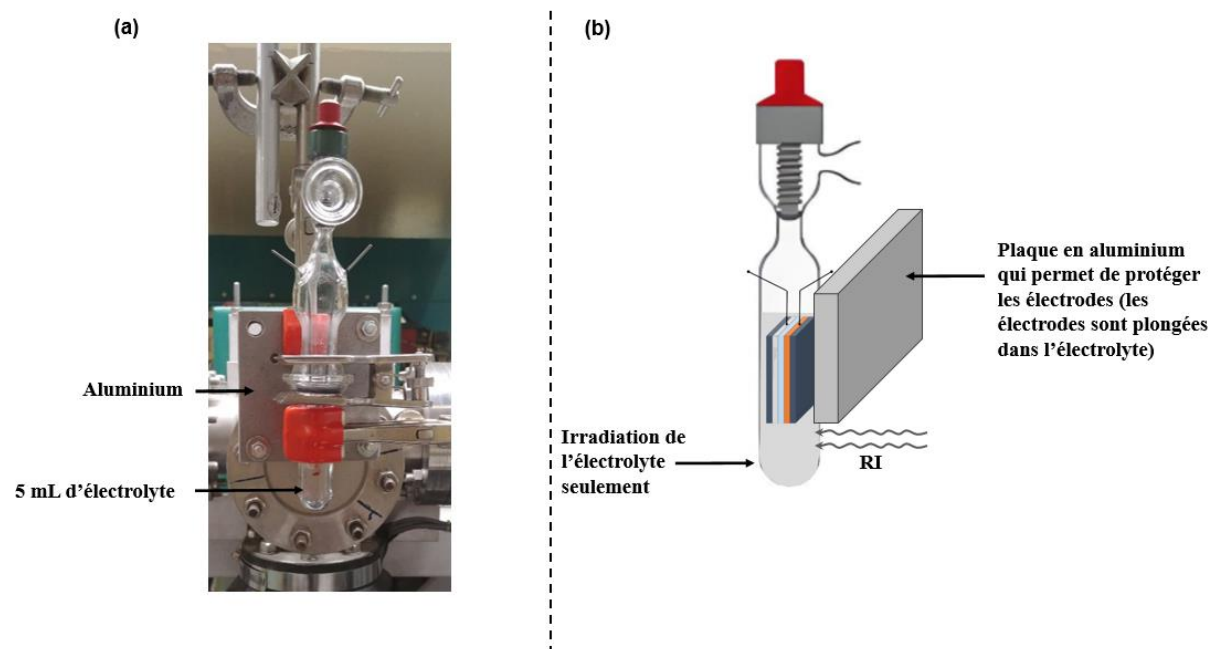 (a)
Aluminium
5 mL d’électrolyte
(b)
Plaque en aluminium
qui permet de protéger
les électrodes (les
électrodes sont plongées
dans l’électrolyte)
Irradiation de
l’électrolyte
seulement
RI